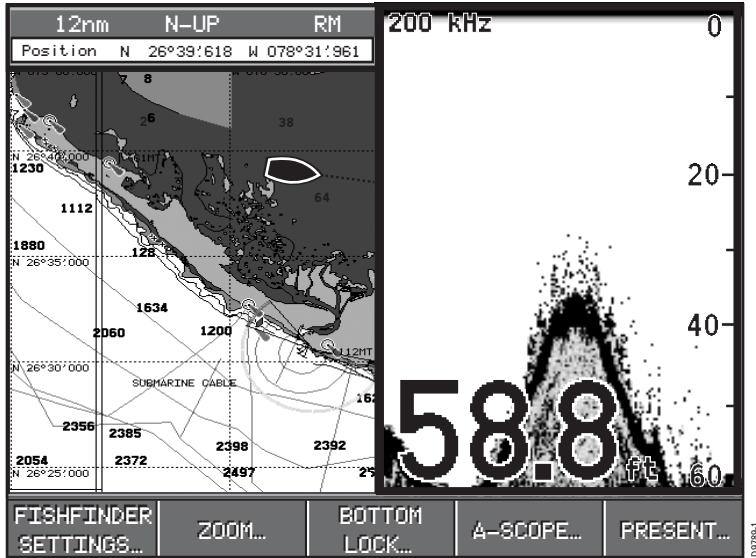 12nm N-UP RM
Position N 26°39'.618 W 078°31'.961
200 kHz 0
7 8
26 38
N 26°40'.000
1230
64
1112
20
1880
128
N 26°35'.000
1634
2060 1200
40
N 26°30'.000
12MT
SUBMARINE CABLE
2356
2385
2398 2392
2054 2372
2497
N 26°25'.000
58.8 ft
60
FISHFINDER
SETTINGS...
ZOOM...
BOTTOM
LOCK...
A-SCOPE...
PRESENT...